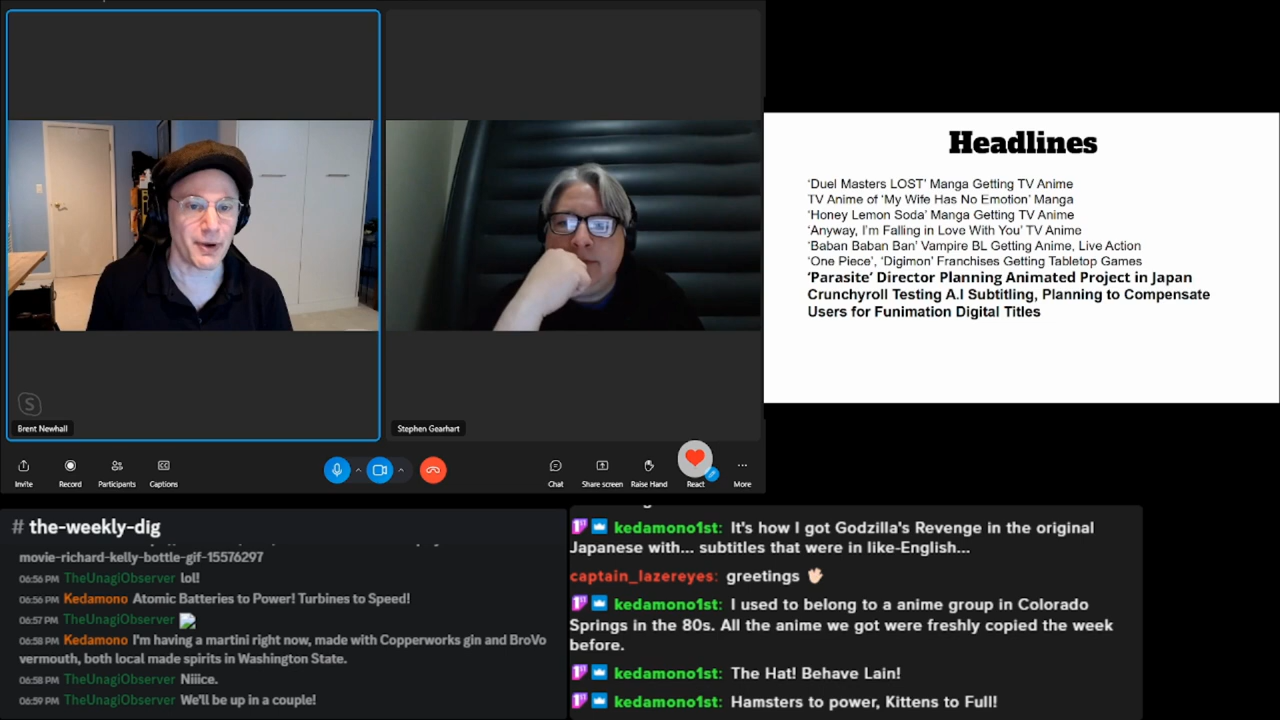 Brent Newhall
Stephen Gearhart
Invite
Record
Participants
Captions
Chat
Share screen
Raise Hand
React
More
Headlines
‘Duel Masters LOST’ Manga Getting TV Anime
TV Anime of ‘My Wife Has No Emotion’ Manga
‘Honey Lemon Soda’ Manga Getting TV Anime
‘Anyway, I’m Falling in Love With You’ TV Anime
‘Baban Baban Ban’ Vampire BL Getting Anime, Live Action
‘One Piece’, ‘Digimon’ Franchises Getting Tabletop Games
‘Parasite’ Director Planning Animated Project in Japan
Crunchyroll Testing A.I Subtitling, Planning to Compensate
Users for Funimation Digital Titles
# the-weekly-dig
movie-richard-kelly-bottle-gif-15576297
06:56 PM TheUnagiObserver lol!
06:56 PM Kedamono Atomic Batteries to Power! Turbines to Speed!
06:57 PM TheUnagiObserver
06:58 PM Kedamono I'm having a martini right now, made with Copperworks gin and BroVo
vermouth, both local made spirits in Washington State.
06:58 PM TheUnagiObserver Niiice.
06:59 PM TheUnagiObserver We'll be up in a couple!
kedamono1st: It's how I got Godzilla's Revenge in the original
Japanese with... subtitles that were in like-English...
captain_lazereyes: greetings 👋🏻
kedamono1st: I used to belong to a anime group in Colorado
Springs in the 80s. All the anime we got were freshly copied the week
before.
kedamono1st: The Hat! Behave Lain!
kedamono1st: Hamsters to power, Kittens to Full!